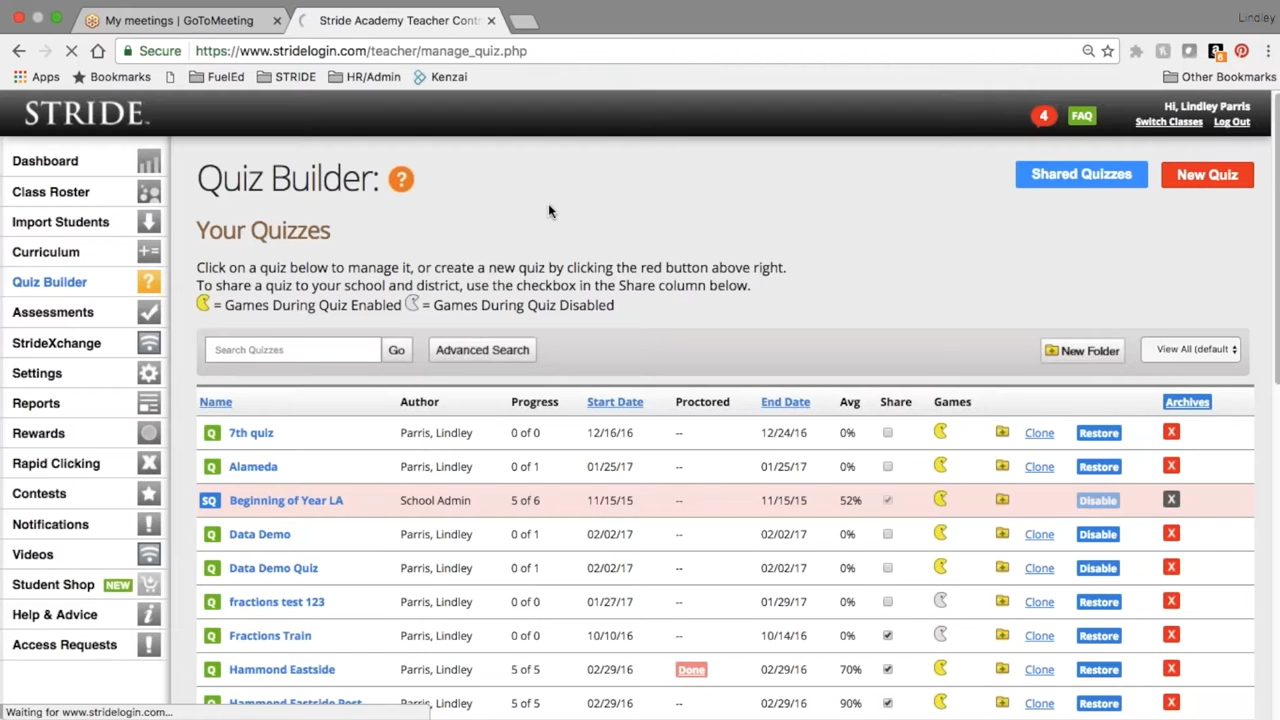 My meetings | GoToMeeting
Stride Academy Teacher Contr
Lindley
Secure
https://www.stridelogin.com/teacher/manage_quiz.php
6
Apps
Bookmarks
FuelEd
STRIDE
HR/Admin
Kenzai
Other Bookmarks
STRIDE
4
FAQ
Hi, Lindley Parris
Switch Classes
Log Out
Dashboard
Class Roster
Import Students
Curriculum
Quiz Builder
Assessments
StrideXchange
Settings
Reports
Rewards
Rapid Clicking
Contests
Notifications
Videos
Student Shop NEW
Help & Advice
Access Requests
Quiz Builder: ?
Shared Quizzes
New Quiz
Your Quizzes
Click on a quiz below to manage it, or create a new quiz by clicking the red button above right.
To share a quiz to your school and district, use the checkbox in the Share column below.
= Games During Quiz Enabled = Games During Quiz Disabled
Search Quizzes
Go
Advanced Search
New Folder
View All (default
Name Author Progress Start Date Proctored End Date Avg Share Games Archives
Q 7th quiz Parris, Lindley 0 of 0 12/16/16 -- 12/24/16 0% Clone Restore X
Q Alameda Parris, Lindley 0 of 1 01/25/17 -- 01/25/17 0% Clone Restore X
SQ Beginning of Year LA School Admin 5 of 6 11/15/15 -- 11/15/15 52% Disable X
Q Data Demo Parris, Lindley 0 of 1 02/02/17 -- 02/02/17 0% Clone Disable X
Q Data Demo Quiz Parris, Lindley 0 of 1 02/02/17 -- 02/02/17 0% Clone Disable X
Q fractions test 123 Parris, Lindley 0 of 0 01/27/17 -- 01/29/17 0% Clone Restore X
Q Fractions Train Parris, Lindley 0 of 0 10/10/16 -- 10/14/16 0% Clone Restore X
Q Hammond Eastside Parris, Lindley 5 of 5 02/29/16 Done 02/29/16 70% Clone Restore X
Q Hammond Eastside Post Parris, Lindley 5 of 5 02/29/16 -- 02/29/16 90% Clone Restore X
Waiting for www.stridelogin.com...